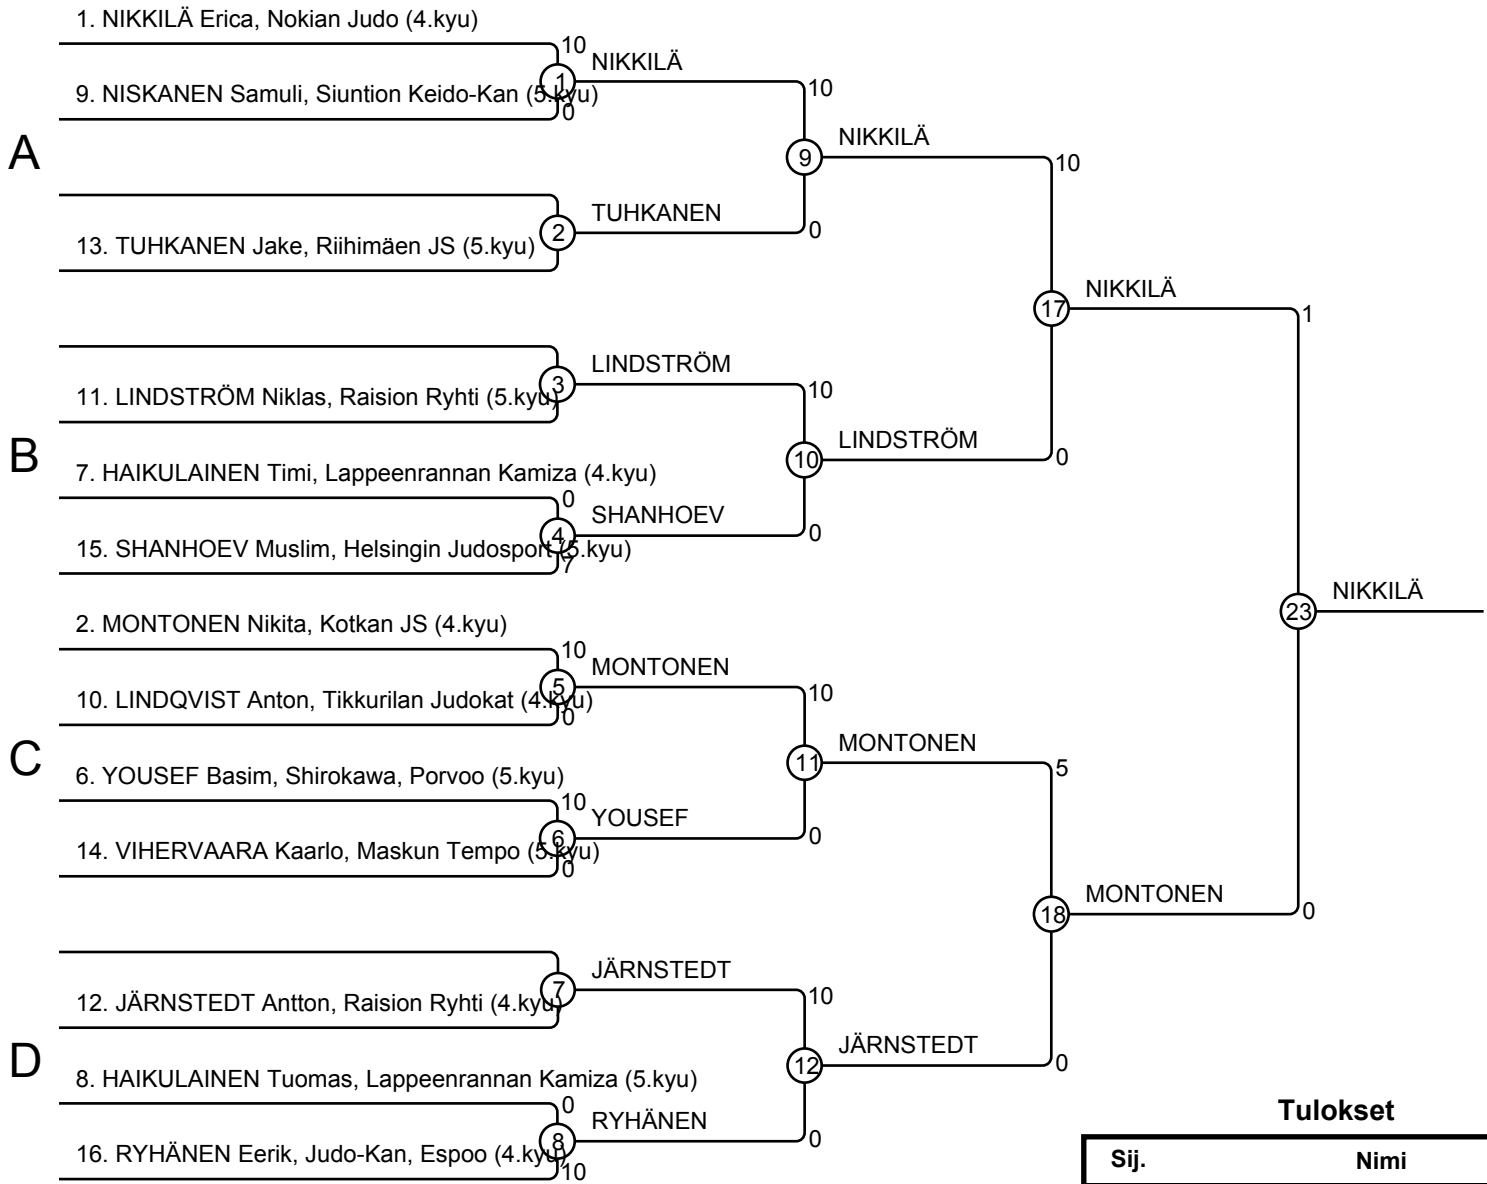 1. NIKKILÄ Erica, Nokian Judo (4.kyu)
10
1
NIKKILÄ
9. NISKANEN Samuli, Siuntion Keido-Kan (5.kyu)
0
10
A
9
NIKKILÄ
10
2
TUHKANEN
0
13. TUHKANEN Jake, Riihimäen JS (5.kyu)
17
NIKKILÄ
1
3
LINDSTRÖM
11. LINDSTRÖM Niklas, Raision Ryhti (5.kyu)
10
B
10
LINDSTRÖM
0
7. HAIKULAINEN Timi, Lappeenrannan Kamiza (4.kyu)
0
4
SHANHOEV
0
15. SHANHOEV Muslim, Helsingin Judosport (5.kyu)
7
23
NIKKILÄ
2. MONTONEN Nikita, Kotkan JS (4.kyu)
10
5
MONTONEN
10. LINDQVIST Anton, Tikkurilan Judokat (4.kyu)
0
10
C
11
MONTONEN
5
6. YOUSEF Basim, Shirokawa, Porvoo (5.kyu)
10
6
YOUSEF
0
14. VIHERVAARA Kaarlo, Maskun Tempo (5.kyu)
0
18
MONTONEN
0
7
JÄRNSTEDT
12. JÄRNSTEDT Antton, Raision Ryhti (4.kyu)
10
D
12
JÄRNSTEDT
0
8. HAIKULAINEN Tuomas, Lappeenrannan Kamiza (5.kyu)
0
8
RYHÄNEN
0
16. RYHÄNEN Eerik, Judo-Kan, Espoo (4.kyu)
10
Tulokset
Sij. Nimi